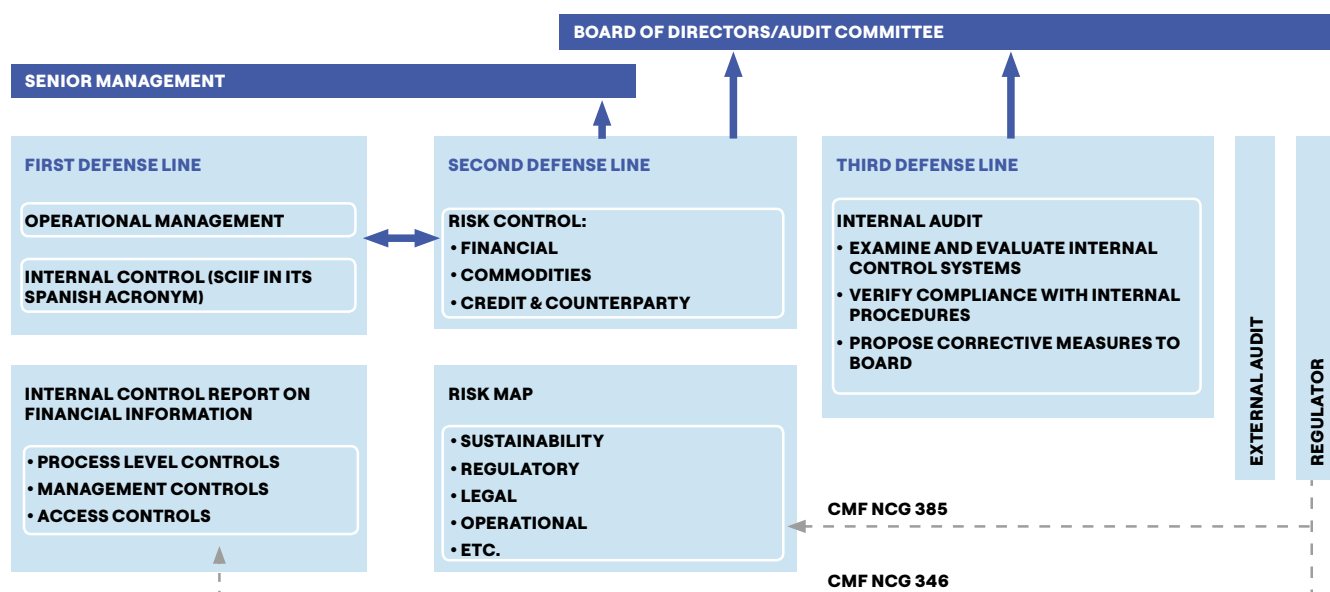 BOARD OF DIRECTORS/AUDIT COMMITTEE
SENIOR MANAGEMENT
FIRST DEFENSE LINE
OPERATIONAL MANAGEMENT
INTERNAL CONTROL (SCIIF IN ITS
SPANISH ACRONYM)
SECOND DEFENSE LINE
RISK CONTROL:
• FINANCIAL
• COMMODITIES
• CREDIT & COUNTERPARTY
THIRD DEFENSE LINE
INTERNAL AUDIT
• EXAMINE AND EVALUATE INTERNAL
CONTROL SYSTEMS
• VERIFY COMPLIANCE WITH INTERNAL
PROCEDURES
• PROPOSE CORRECTIVE MEASURES TO
BOARD
EXTERNAL AUDIT
REGULATOR
INTERNAL CONTROL REPORT ON
FINANCIAL INFORMATION
• PROCESS LEVEL CONTROLS
• MANAGEMENT CONTROLS
• ACCESS CONTROLS
RISK MAP
• SUSTAINABILITY
• REGULATORY
• LEGAL
• OPERATIONAL
• ETC.
CMF NCG 385
CMF NCG 346